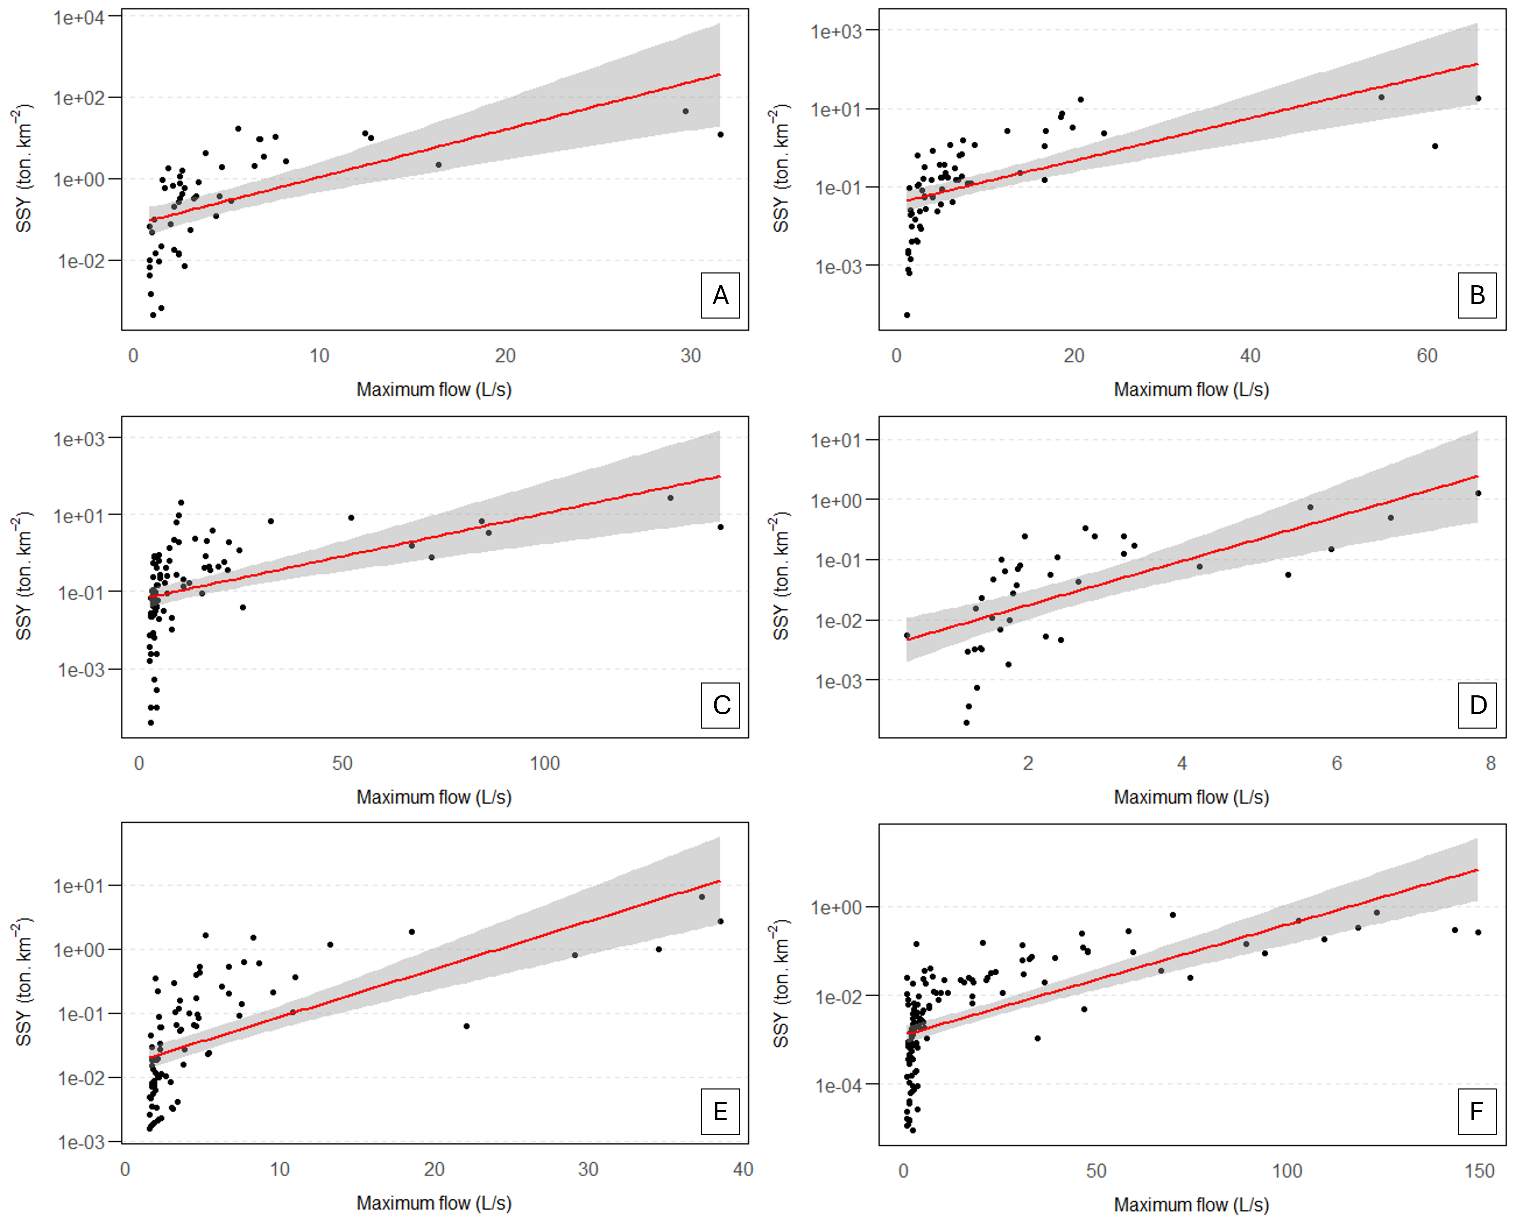 1e+04
1e+02
1e+00
1e-02
SSY (ton. km⁻²)
A
0 10 20 30
Maximum flow (L/s)
1e+03
1e+01
1e-01
1e-03
SSY (ton. km⁻²)
B
0 20 40 60
Maximum flow (L/s)
1e+03
1e+01
1e-01
1e-03
SSY (ton. km⁻²)
C
0 50 100
Maximum flow (L/s)
1e+01
1e+00
1e-01
1e-02
1e-03
SSY (ton. km⁻²)
D
2 4 6 8
Maximum flow (L/s)
1e+01
1e+00
1e-01
1e-02
1e-03
SSY (ton. km⁻²)
E
0 10 20 30 40
Maximum flow (L/s)
1e+00
1e-02
1e-04
SSY (ton. km⁻²)
F
0 50 100 150
Maximum flow (L/s)